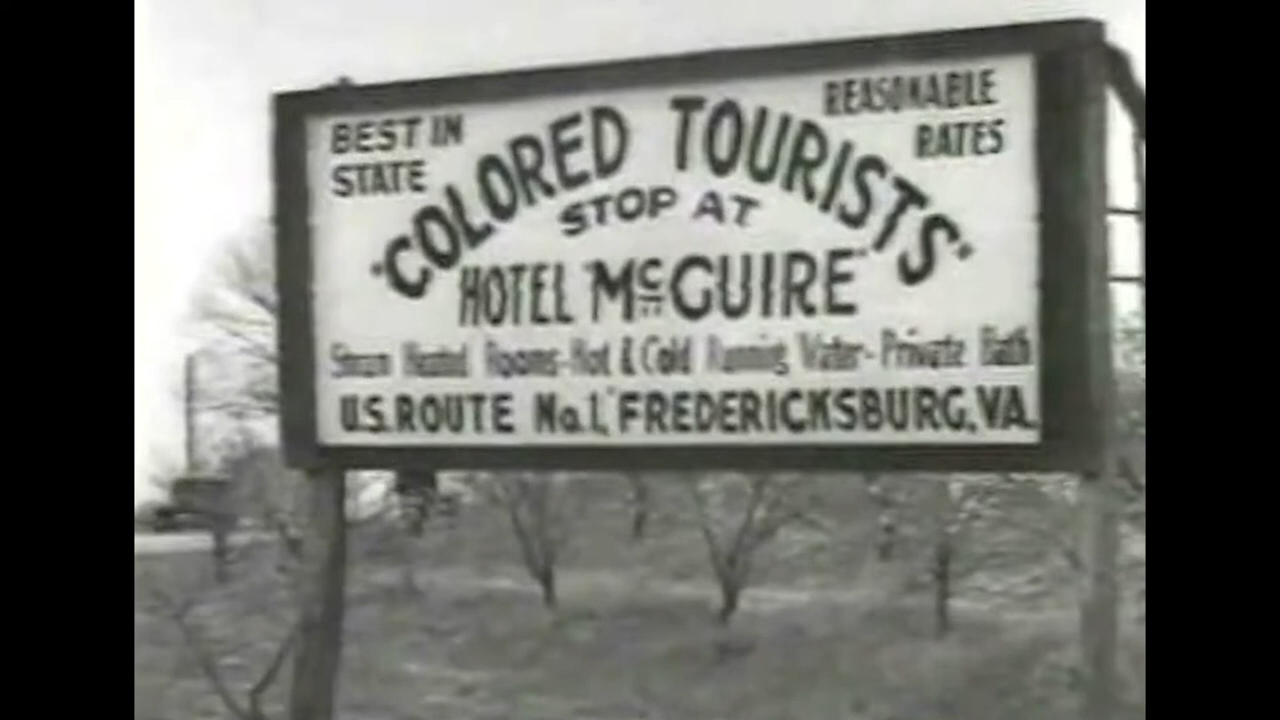 BEST IN
STATE
REASONABLE
RATES
"COLORED TOURISTS"
STOP AT
HOTEL "McGUIRE"
Steam Heated Rooms-Hot & Cold Running Water-Private Bath
U.S. ROUTE No.1, FREDERICKSBURG, VA.